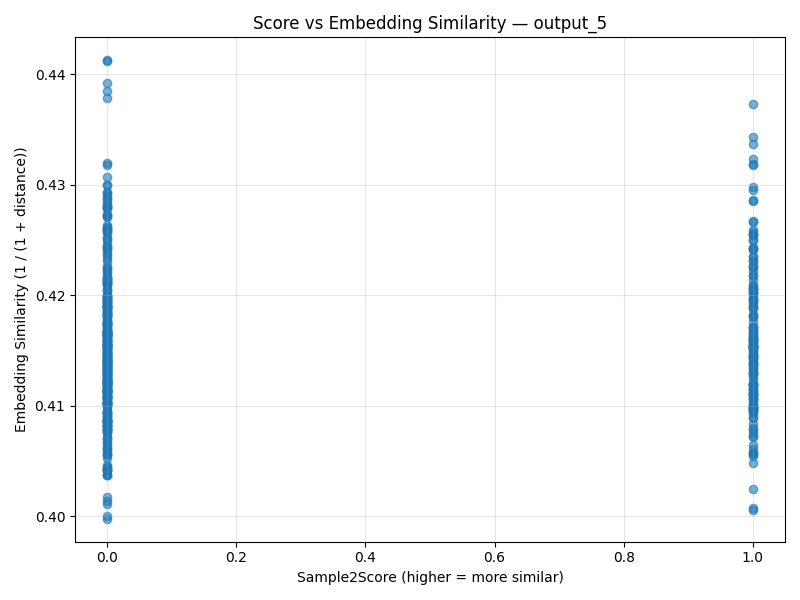 Score vs Embedding Similarity — output_5
Embedding Similarity (1 / (1 + distance))
0.44
0.43
0.42
0.41
0.40
0.0 0.2 0.4 0.6 0.8 1.0
Sample2Score (higher = more similar)